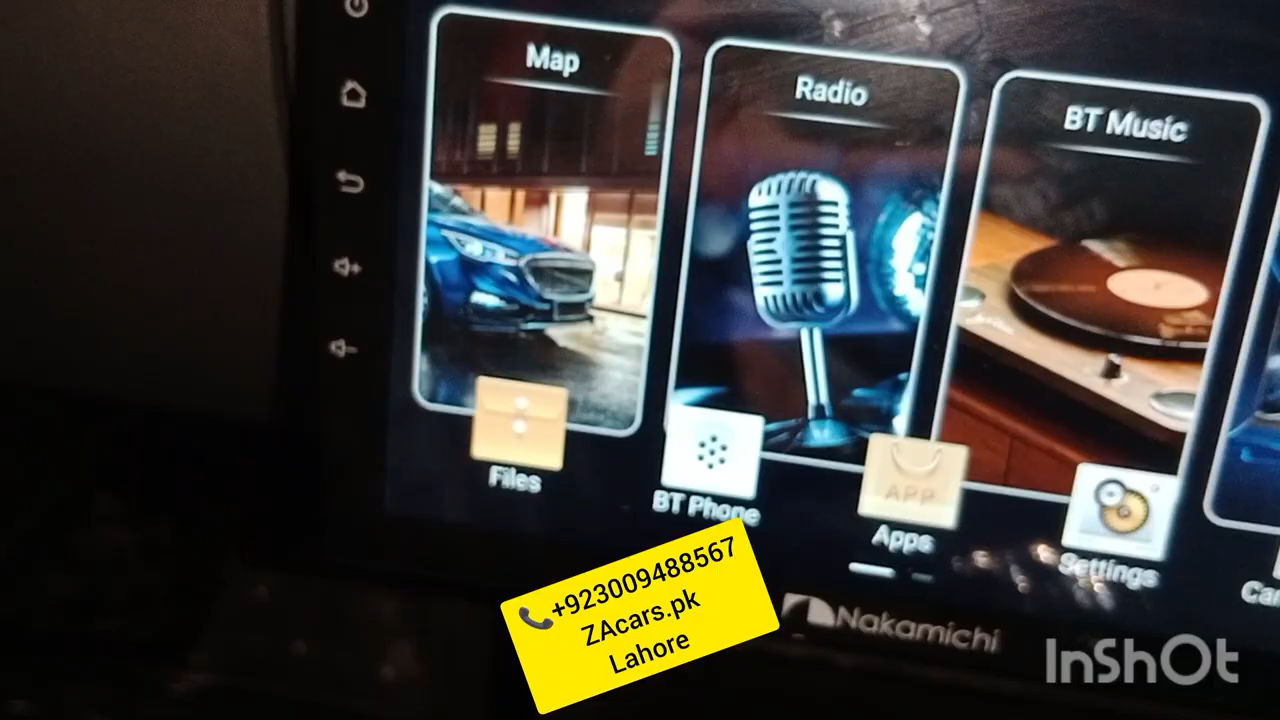 Map
Radio
BT Music
Files
BT Phone
APP
Apps
Settings
📞+923009488567
ZAcars.pk
Lahore
Nakamichi
InShOt